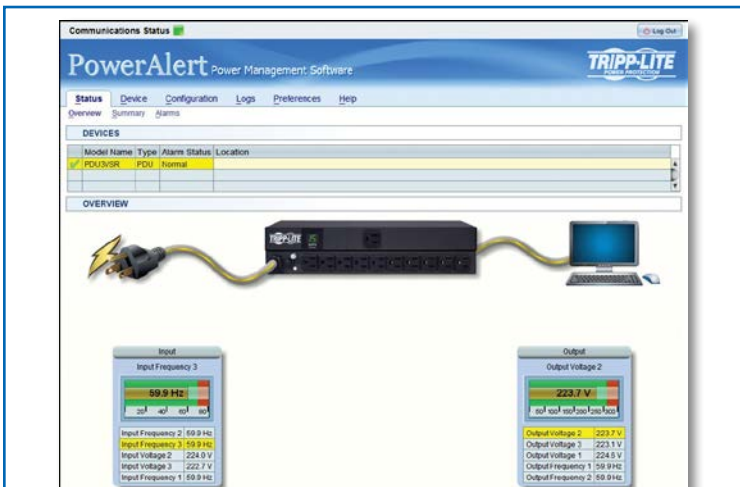 Communications Status
Log Out
PowerAlert Power Management Software
TRIPP·LITE
POWER PROTECTION
Status Device Configuration Logs Preferences Help
Overview Summary Alarms
DEVICES
Model Name Type Alarm Status Location
PDU3VSR PDU Normal
OVERVIEW
TRIPP·LITE
Input
Input Frequency 3
59.9 Hz
20 40 60 80
Input Frequency 2 59.9 Hz
Input Frequency 3 59.9 Hz
Input Voltage 2 224.0 V
Input Voltage 3 222.7 V
Input Frequency 1 59.9 Hz
Output
Output Voltage 2
223.7 V
50 100 150 200 250 300
Output Voltage 2 223.7 V
Output Voltage 3 223.1 V
Output Voltage 1 224.5 V
Output Frequency 1 59.9 Hz
Output Frequency 2 59.9 Hz